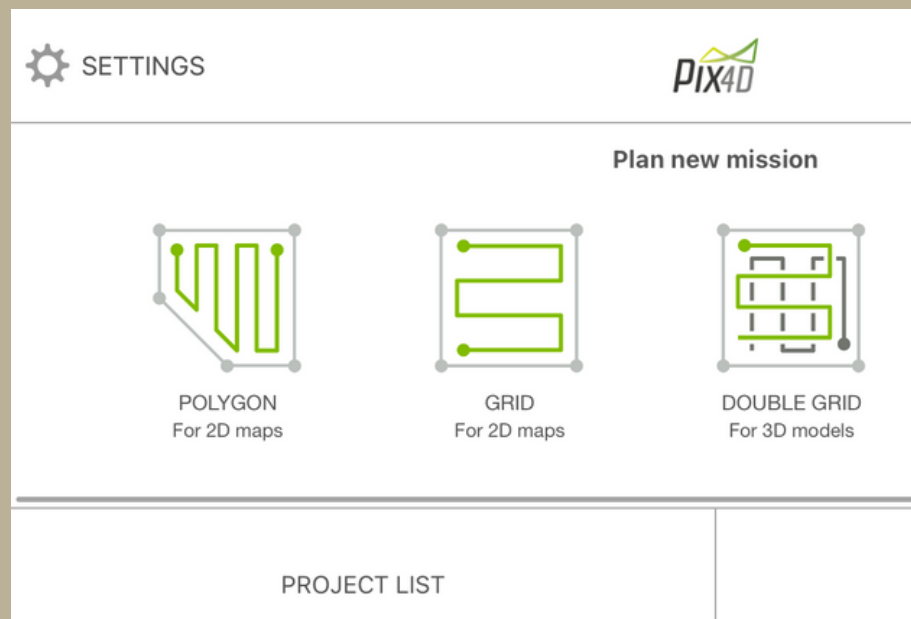 SETTINGS
PIX4D
Plan new mission
POLYGON
For 2D maps
GRID
For 2D maps
DOUBLE GRID
For 3D models
PROJECT LIST